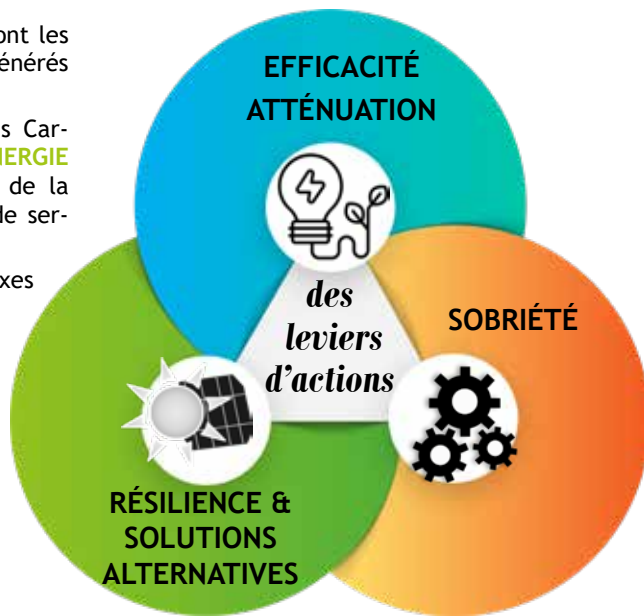 ont les
énérés
s Car-
NERGIE
de la
de ser-
xes
EFFICACITÉ
ATTÉNUATION
des
leviers
d'actions
SOBRIÉTÉ
RÉSILIENCE &
SOLUTIONS
ALTERNATIVES